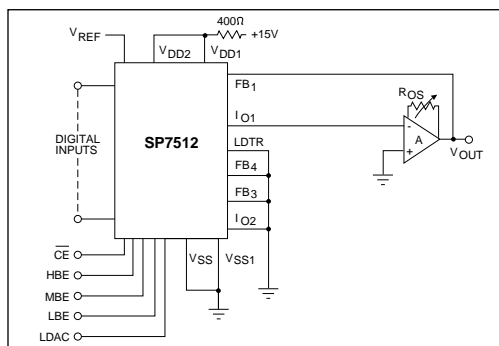 400Ω
VREF
+15V
VDD2
VDD1
FB1
ROS
IO1
DIGITAL
INPUTS
SP7512
LDTR
-
A
+
VOUT
FB4
FB3
IO2
CE
VSS
VSS1
HBE
MBE
LBE
LDAC